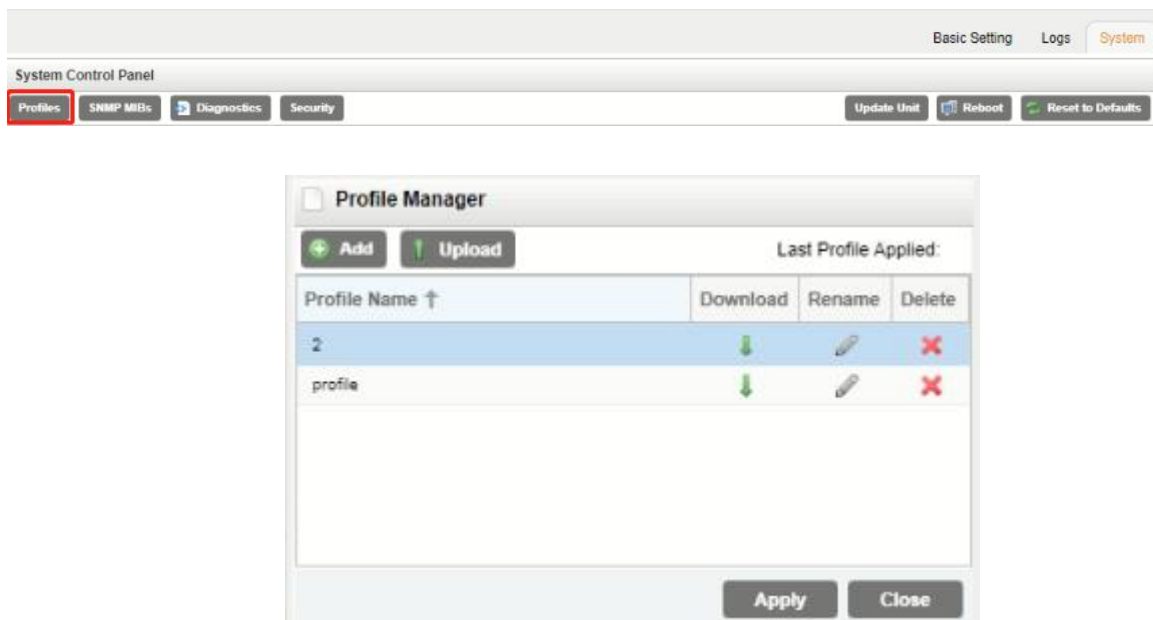 Basic Setting Logs System
System Control Panel
Profiles SNMP MIBs Diagnostics Security Update Unit Reboot Reset to Defaults
Profile Manager
Add Upload Last Profile Applied:
Profile Name ↑ Download Rename Delete
2
profile
Apply Close